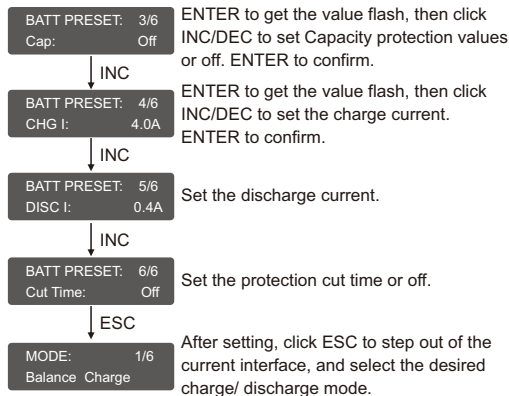 BATT PRESET: 3/6
Cap: Off
ENTER to get the value flash, then click
INC/DEC to set Capacity protection values
or off. ENTER to confirm.
INC
BATT PRESET: 4/6
CHG I: 4.0A
ENTER to get the value flash, then click
INC/DEC to set the charge current.
ENTER to confirm.
INC
BATT PRESET: 5/6
DISC I: 0.4A
Set the discharge current.
INC
BATT PRESET: 6/6
Cut Time: Off
Set the protection cut time or off.
ESC
MODE: 1/6
Balance Charge
After setting, click ESC to step out of the
current interface, and select the desired
charge/ discharge mode.